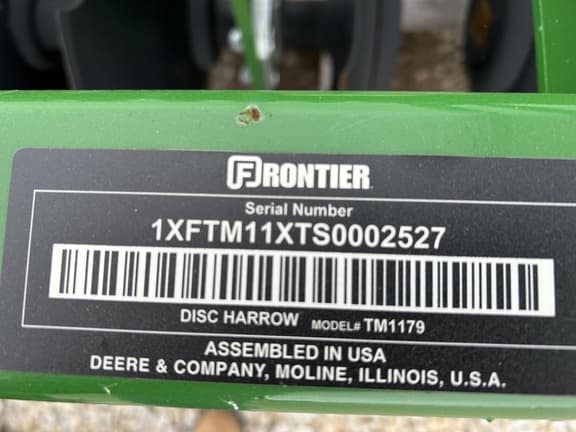 FRONTIER
Serial Number
1XFTM11XTS0002527
DISC HARROW MODEL# TM1179
ASSEMBLED IN USA
DEERE & COMPANY, MOLINE, ILLINOIS, U.S.A.